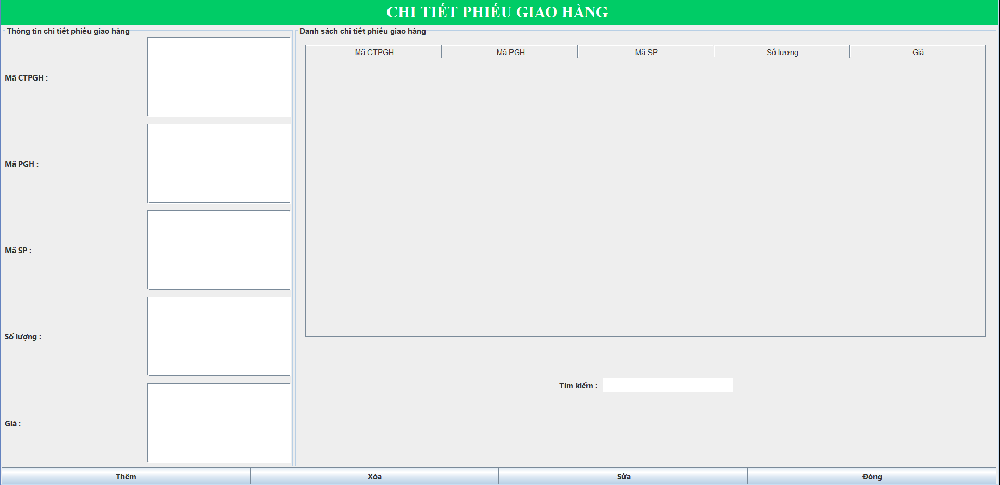 CHI TIẾT PHIẾU GIAO HÀNG
Thông tin chi tiết phiếu giao hàng
Mã CTPGH :
Mã PGH :
Mã SP :
Số lượng :
Giá :
Danh sách chi tiết phiếu giao hàng
Mã CTPGH Mã PGH Mã SP Số lượng Giá
Tìm kiếm :
Thêm Xóa Sửa Đóng